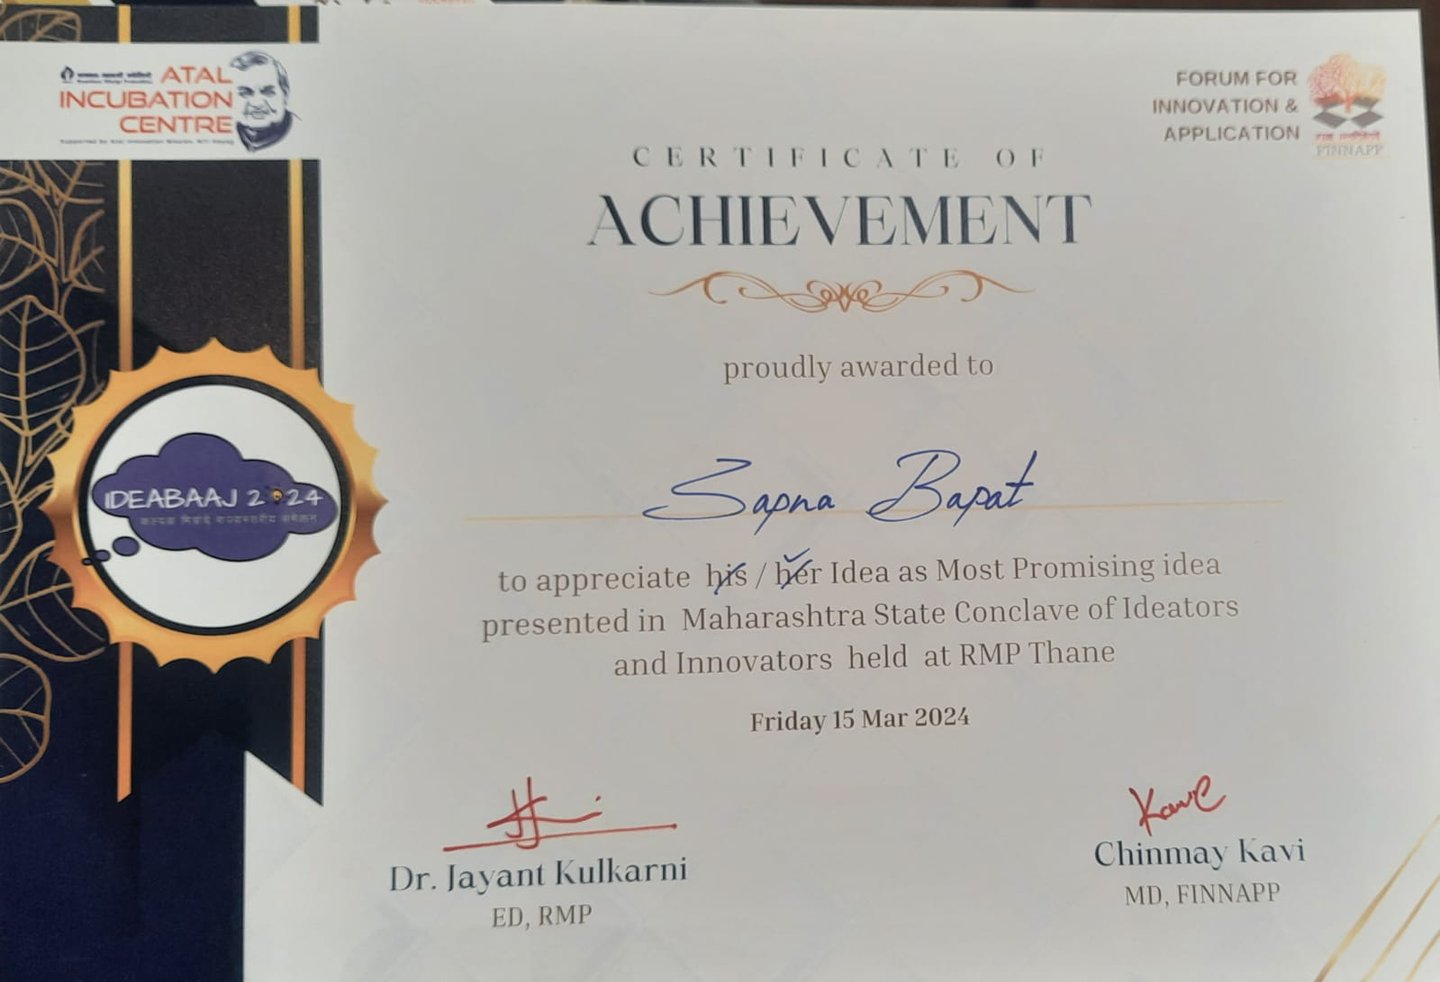 ATAL
INCUBATION
CENTRE
FORUM FOR
INNOVATION &
APPLICATION
FINNAPP
CERTIFICATE OF
ACHIEVEMENT
proudly awarded to
Sapna Bapat
IDEABAAJ 2024
to appreciate his / her Idea as Most Promising idea
presented in Maharashtra State Conclave of Ideators
and Innovators held at RMP Thane
Friday 15 Mar 2024
Kave
Dr. Jayant Kulkarni
ED, RMP
Chinmay Kavi
MD, FINNAPP